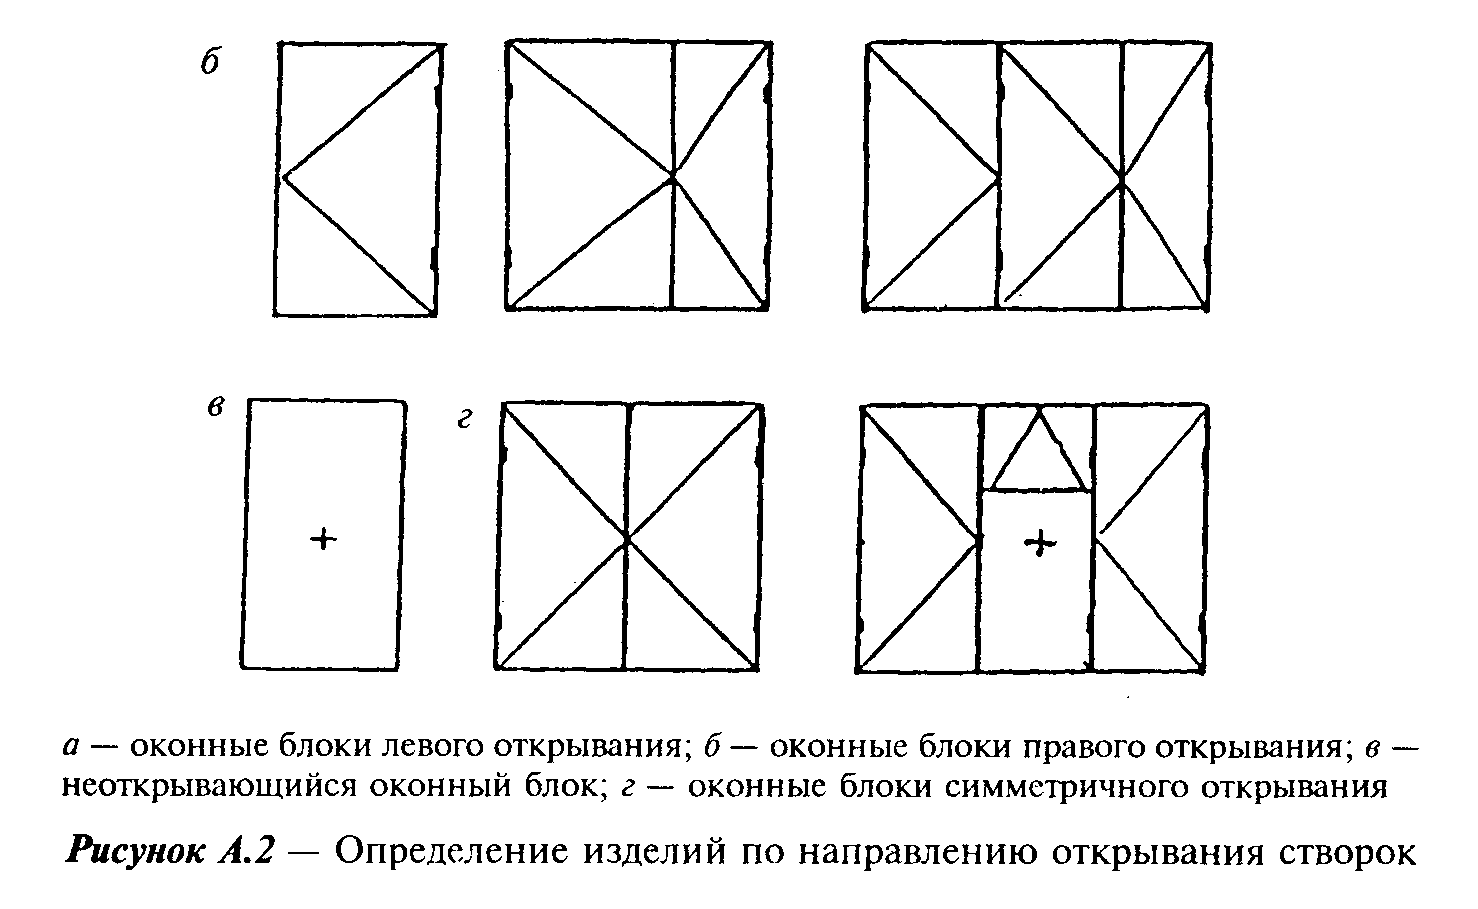 б
в г
а — оконные блоки левого открывания; б — оконные блоки правого открывания; в —
неоткрывающийся оконный блок; г — оконные блоки симметричного открывания
Рисунок А.2 — Определение изделий по направлению открывания створок